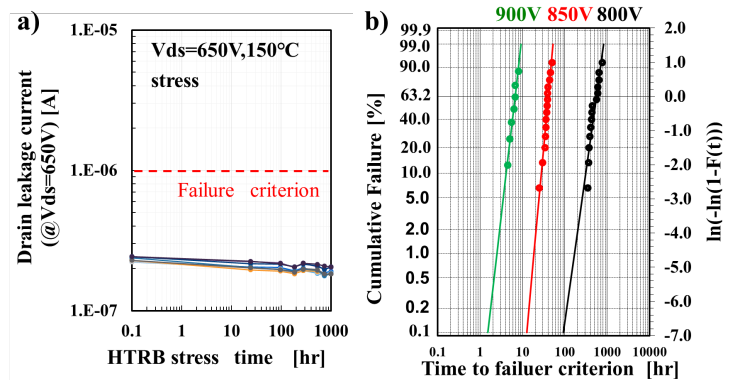 a)
1.E-05
1.E-06
1.E-07
Drain leakage current
((@Vds=650V) [A]
Vds=650V,150°C
stress
Failure criterion
0.1 1 10 100 1000
HTRB stress time [hr]
b)
900V 850V 800V
99.9
99.0
90.0
63.2
40.0
20.0
10.0
5.0
2.0
1.0
0.5
0.2
0.1
Cumulative Failure [%]
2.0
1.0
0.0
-1.0
-2.0
-3.0
-4.0
-5.0
-6.0
-7.0
ln(-ln(1-F(t)))
0.1 1 10 100 1000 10000
Time to failuer criterion [hr]